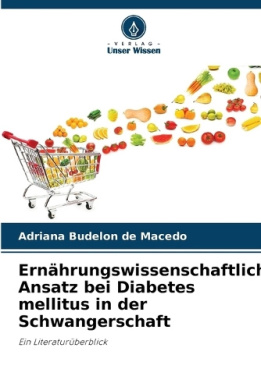 VERLAG
Unser Wissen
Adriana Budelon de Macedo
Ernährungswissenschaftlich
Ansatz bei Diabetes
mellitus in der
Schwangerschaft
Ein Literaturüberblick